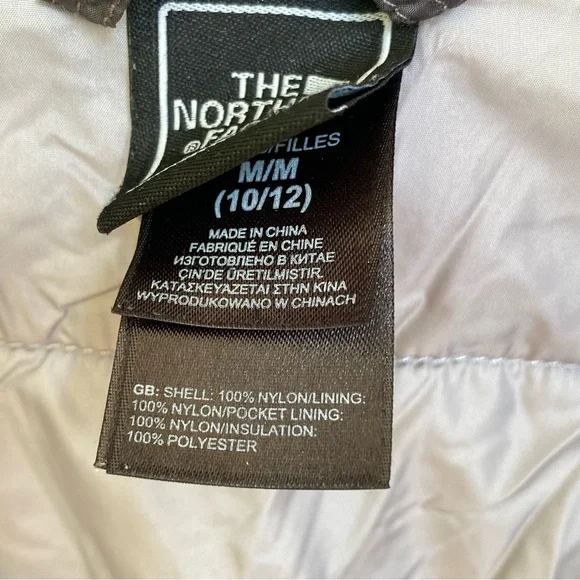 THE
NORTH
®
/FILLES
M/M
(10/12)
MADE IN CHINA
FABRIQUÉ EN CHINE
ИЗГОТОВЛЕНО В КИТАЕ
ÇIN'DE ÜRETILMISTIR.
ΚΑΤΑΣΚΕΥΑΖΕΤΑΙ ΣΤΗΝ ΚΙΝΑ
WYPRODUKOWANO W CHINACH
GB: SHELL: 100% NYLON/LINING:
100% NYLON/POCKET LINING:
100% NYLON/INSULATION:
100% POLYESTER